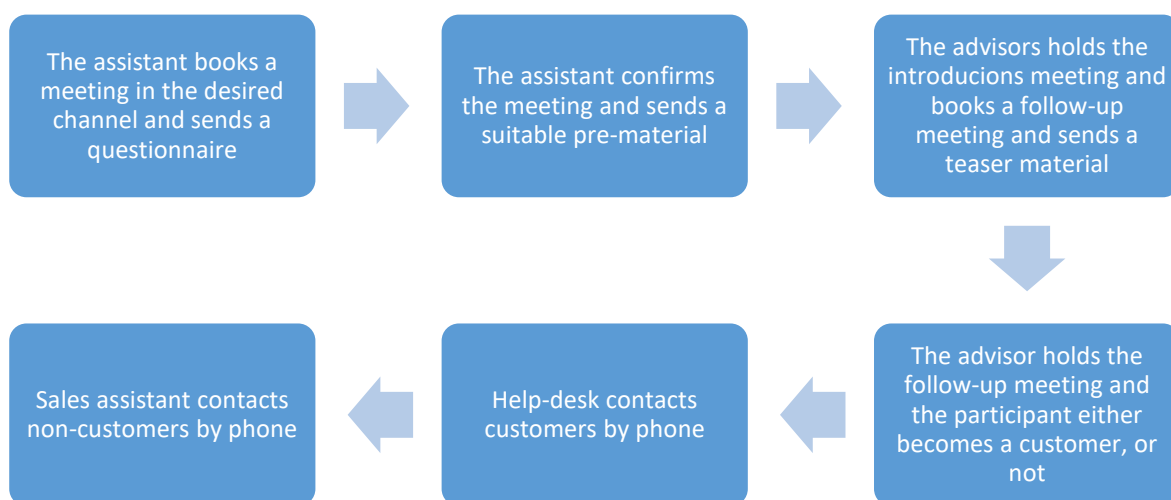 The assistant books a
meeting in the desired
channel and sends a
questionnaire
The assistant confirms
the meeting and sends a
suitable pre-material
The advisors holds the
introducions meeting and
books a follow-up
meeting and sends a
teaser material
The advisor holds the
follow-up meeting and
the participant either
becomes a customer, or
not
Help-desk contacts
customers by phone
Sales assistant contacts
non-customers by phone